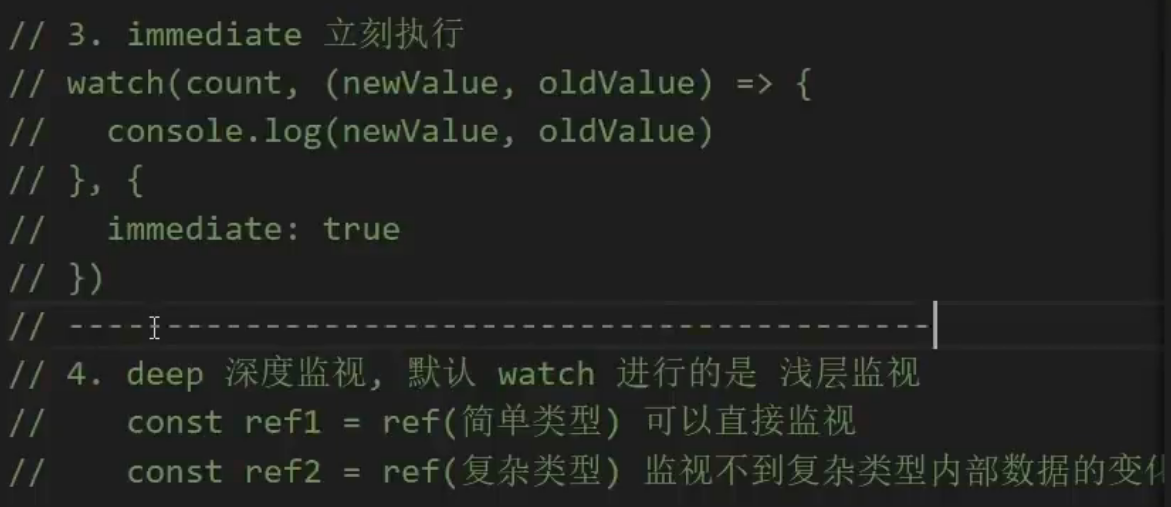 // 3. immediate 立刻执行
// watch(count, (newValue, oldValue) => {
//   console.log(newValue, oldValue)
// }, {
//   immediate: true
// })
// --------------------------------------------
// 4. deep 深度监视, 默认 watch 进行的是 浅层监视
//    const ref1 = ref(简单类型) 可以直接监视
//    const ref2 = ref(复杂类型) 监视不到复杂类型内部数据的变化